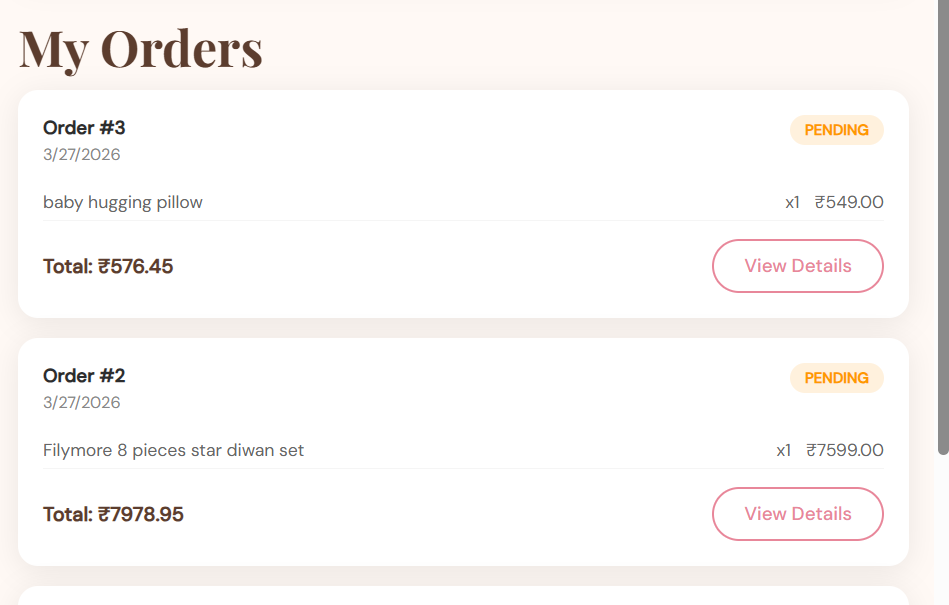 My Orders
Order #3
PENDING
3/27/2026
baby hugging pillow x1 ₹549.00
Total: ₹576.45
View Details
Order #2
PENDING
3/27/2026
Filymore 8 pieces star diwan set x1 ₹7599.00
Total: ₹7978.95
View Details